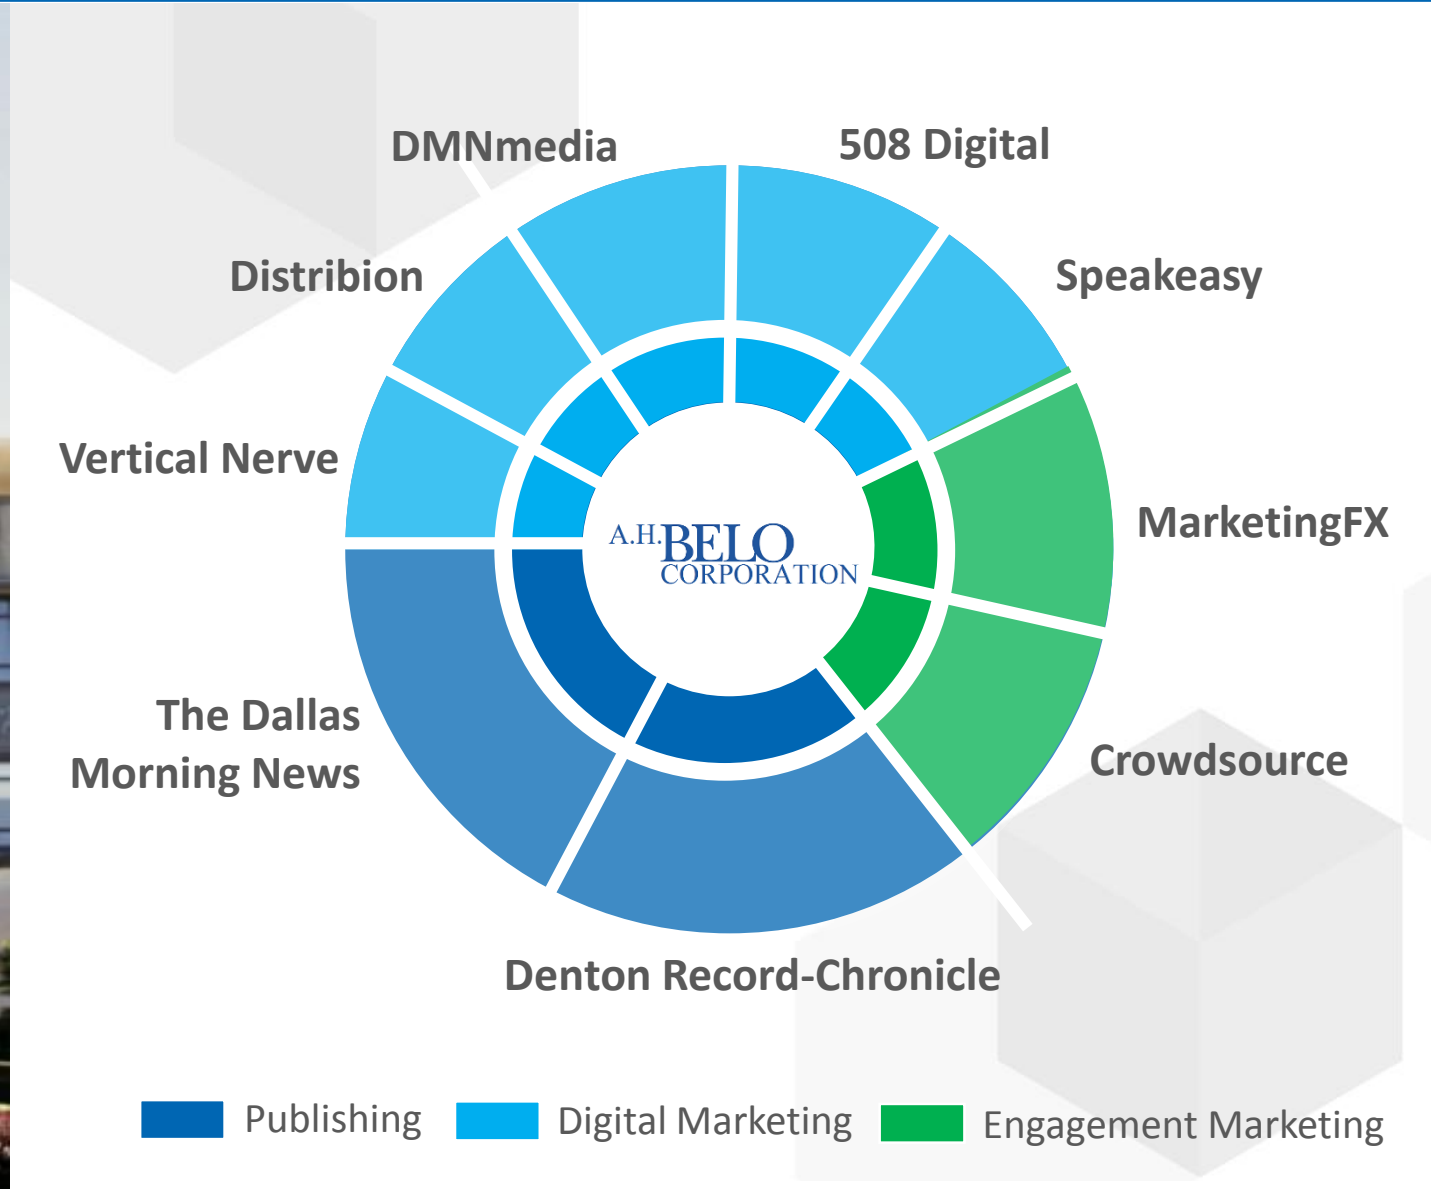 DMNmedia
508 Digital
Distribion
Speakeasy
Vertical Nerve
MarketingFX
A.H. BELO
CORPORATION
The Dallas
Morning News
Crowdsource
Denton Record-Chronicle
Publishing
Digital Marketing
Engagement Marketing